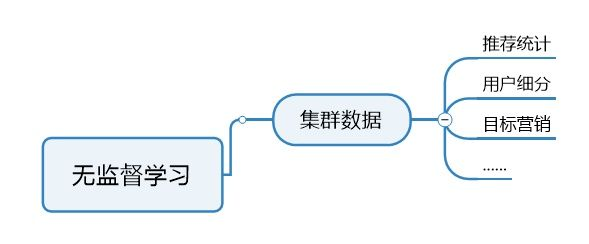 推荐统计
用户细分
集群数据
目标营销
无监督学习
......